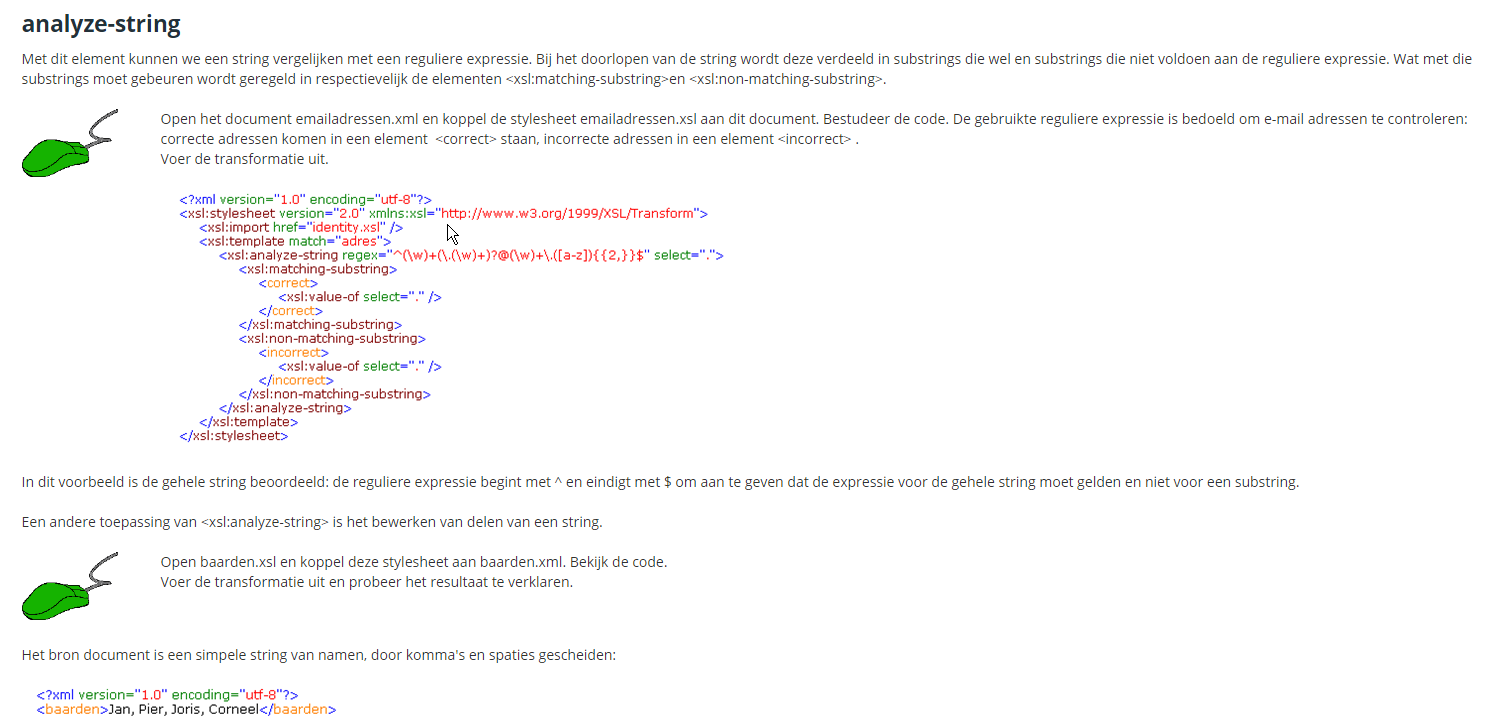 analyze-string
Met dit element kunnen we een string vergelijken met een reguliere expressie. Bij het doorlopen van de string wordt deze verdeeld in substrings die wel en substrings die niet voldoen aan de reguliere expressie. Wat met die
substrings moet gebeuren wordt geregeld in respectievelijk de elementen <xsl:matching-substring>en <xsl:non-matching-substring>.
Open het document emailadressen.xml en koppel de stylesheet emailadressen.xsl aan dit document. Bestudeer de code. De gebruikte reguliere expressie is bedoeld om e-mail adressen te controleren:
correcte adressen komen in een element  <correct> staan, incorrecte adressen in een element <incorrect> .
Voer de transformatie uit.
<?xml version="1.0" encoding="utf-8"?>
<xsl:stylesheet version="2.0" xmlns:xsl="http://www.w3.org/1999/XSL/Transform">
<xsl:import href="identity.xsl" />
<xsl:template match="adres">
<xsl:analyze-string regex="^(\w)+(\.(\w)+)?@(\w)+\.([a-z]){{2,}}$" select=".">
<xsl:matching-substring>
<correct>
<xsl:value-of select="." />
</correct>
</xsl:matching-substring>
<xsl:non-matching-substring>
<incorrect>
<xsl:value-of select="." />
</incorrect>
</xsl:non-matching-substring>
</xsl:analyze-string>
</xsl:template>
</xsl:stylesheet>
In dit voorbeeld is de gehele string beoordeeld: de reguliere expressie begint met ^ en eindigt met $ om aan te geven dat de expressie voor de gehele string moet gelden en niet voor een substring.
Een andere toepassing van <xsl:analyze-string> is het bewerken van delen van een string.
Open baarden.xsl en koppel deze stylesheet aan baarden.xml. Bekijk de code.
Voer de transformatie uit en probeer het resultaat te verklaren.
Het bron document is een simpele string van namen, door komma's en spaties gescheiden:
<?xml version="1.0" encoding="utf-8"?>
<baarden>Jan, Pier, Joris, Corneel</baarden>